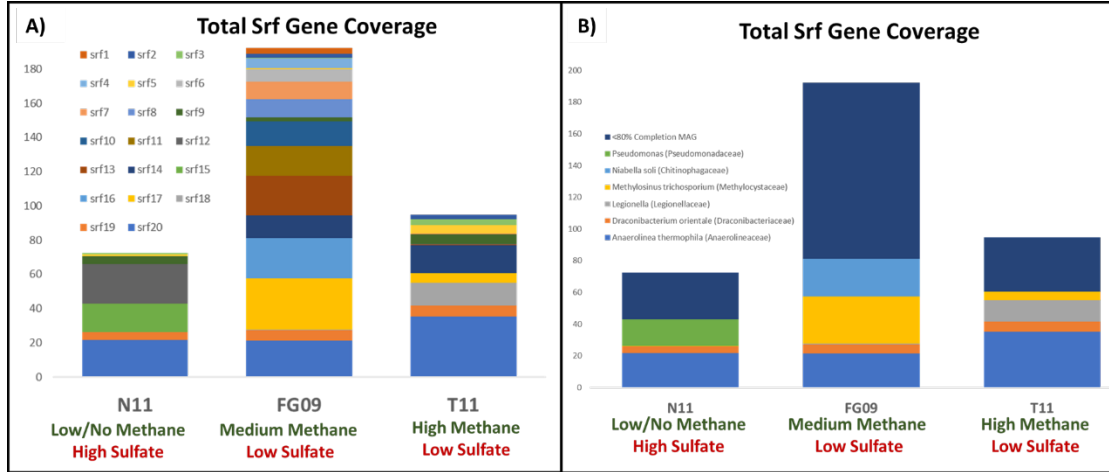 A)
Total Srf Gene Coverage
srf1 srf2 srf3
srf4 srf5 srf6
srf7 srf8 srf9
srf10 srf11 srf12
srf13 srf14 srf15
srf16 srf17 srf18
srf19 srf20
180
160
140
120
100
80
60
40
20
0
N11 FG09 T11
Low/No Methane Medium Methane High Methane
High Sulfate Low Sulfate Low Sulfate
B)
Total Srf Gene Coverage
200
180
160
140
120
100
80
60
40
20
0
<80% Completion MAG
Pseudomonas (Pseudomonadaceae)
Niabella soli (Chitinophagaceae)
Methylosinus trichosporium (Methylocystaceae)
Legionella (Legionellaceae)
Draconibacterium orientale (Draconibacteriaceae)
Anaerolinea thermophila (Anaerolineaceae)
N11 FG09 T11
Low/No Methane Medium Methane High Methane
High Sulfate Low Sulfate Low Sulfate